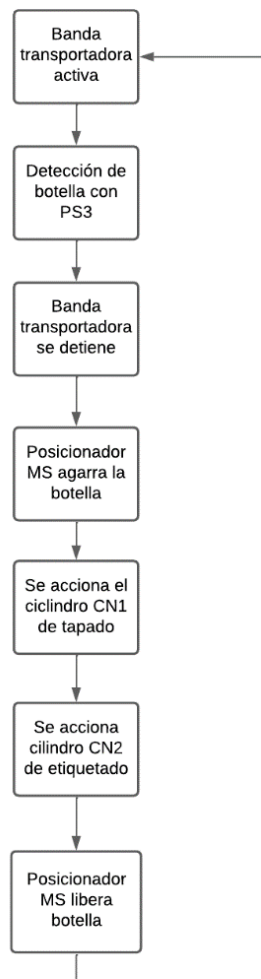 Banda
transportadora
activa
Detección de
botella con
PS3
Banda
transportadora
se detiene
Posicionador
MS agarra la
botella
Se acciona el
ciclindro CN1
de tapado
Se acciona
cilindro CN2
de etiquetado
Posicionador
MS libera
botella